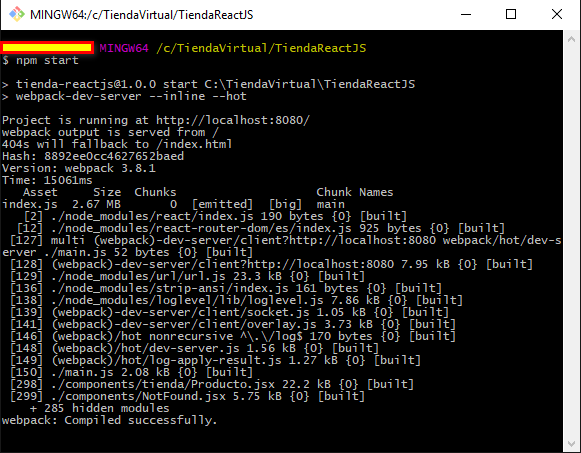 MINGW64:/c/TiendaVirtual/TiendaReactJS
MINGW64 /c/TiendaVirtual/TiendaReactJS
$ npm start
> tienda-reactjs@1.0.0 start C:\TiendaVirtual\TiendaReactJS
> webpack-dev-server --inline --hot
Project is running at http://localhost:8080/
webpack output is served from /
404s will fallback to /index.html
Hash: 8892ee0cc4627652baed
Version: webpack 3.8.1
Time: 15061ms
Asset Size Chunks Chunk Names
index.js 2.67 MB 0 [emitted] [big] main
[2] ./node_modules/react/index.js 190 bytes {0} [built]
[12] ./node_modules/react-router-dom/es/index.js 925 bytes {0} [built]
[127] multi (webpack)-dev-server/client?http://localhost:8080 webpack/hot/dev-s
erver ./main.js 52 bytes {0} [built]
[128] (webpack)-dev-server/client?http://localhost:8080 7.95 kB {0} [built]
[129] ./node_modules/url/url.js 23.3 kB {0} [built]
[136] ./node_modules/strip-ansi/index.js 161 bytes {0} [built]
[138] ./node_modules/loglevel/lib/loglevel.js 7.86 kB {0} [built]
[139] (webpack)-dev-server/client/socket.js 1.05 kB {0} [built]
[141] (webpack)-dev-server/client/overlay.js 3.73 kB {0} [built]
[146] (webpack)/hot nonrecursive ^\.\/log$ 170 bytes {0} [built]
[148] (webpack)/hot/dev-server.js 1.56 kB {0} [built]
[149] (webpack)/hot/log-apply-result.js 1.27 kB {0} [built]
[150] ./main.js 2.08 kB {0} [built]
[298] ./components/tienda/Producto.jsx 22.2 kB {0} [built]
[299] ./components/NotFound.jsx 5.75 kB {0} [built]
+ 285 hidden modules
webpack: Compiled successfully.